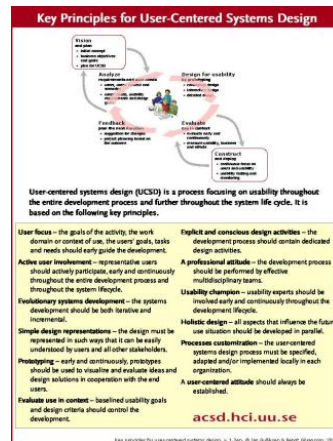 Key Principles for User-Centered Systems Design
Vision
and plan
Analyze
Design for usability
Feedback
Evaluate
Construct
User-centered systems design (UCSD) is a process focusing on usability throughout
the entire development process and further throughout the system life cycle. It is
based on the following key principles.
User focus – the goals of the activity, the work
domain or context of use, the users' goals, tasks
and needs should early guide the development.
Active user involvement – representative users
should actively participate, early and continuously
throughout the entire development process and
throughout the system lifecycle.
Evolutionary systems development – the systems
development should be both iterative and
incremental.
Simple design representations – the design must be
represented in such ways that it can be easily
understood by users and all other stakeholders.
Prototyping – early and continuously, prototypes
should be used to visualize and evaluate ideas and
design solutions in cooperation with the end
users.
Evaluate use in context – baselined usability goals
and design criteria should control the
development.
Explicit and conscious design activities – the
development process should contain dedicated
design activities.
A professional attitude – the development process
should be performed by effective
multidisciplinary teams.
Usability champion – usability experts should be
involved early and continuously throughout the
development lifecycle.
Holistic design – all aspects that influence the future
use situation should be developed in parallel.
Processes customization – the user-centered
systems design process must be specified,
adapted and/or implemented locally in each
organization.
A user-centered attitude should always be
established.
acsd.hci.uu.se